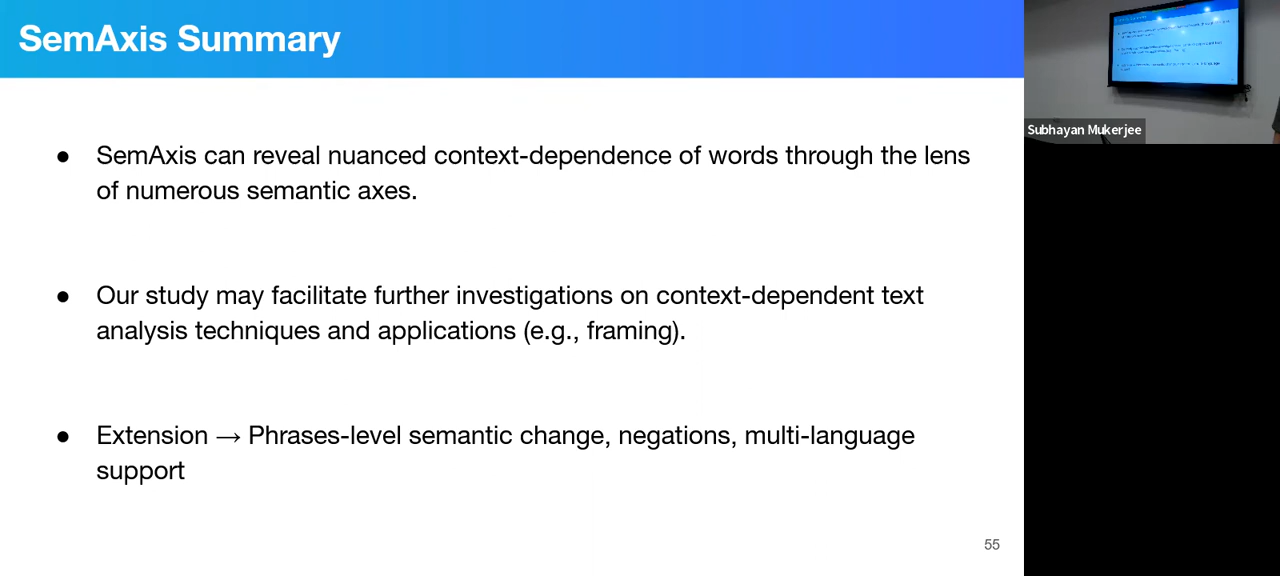 SemAxis Summary
● SemAxis can reveal nuanced context-dependence of words through the lens
of numerous semantic axes.
● Our study may facilitate further investigations on context-dependent text
analysis techniques and applications (e.g., framing).
● Extension → Phrases-level semantic change, negations, multi-language
support
55
Subhayan Mukerjee